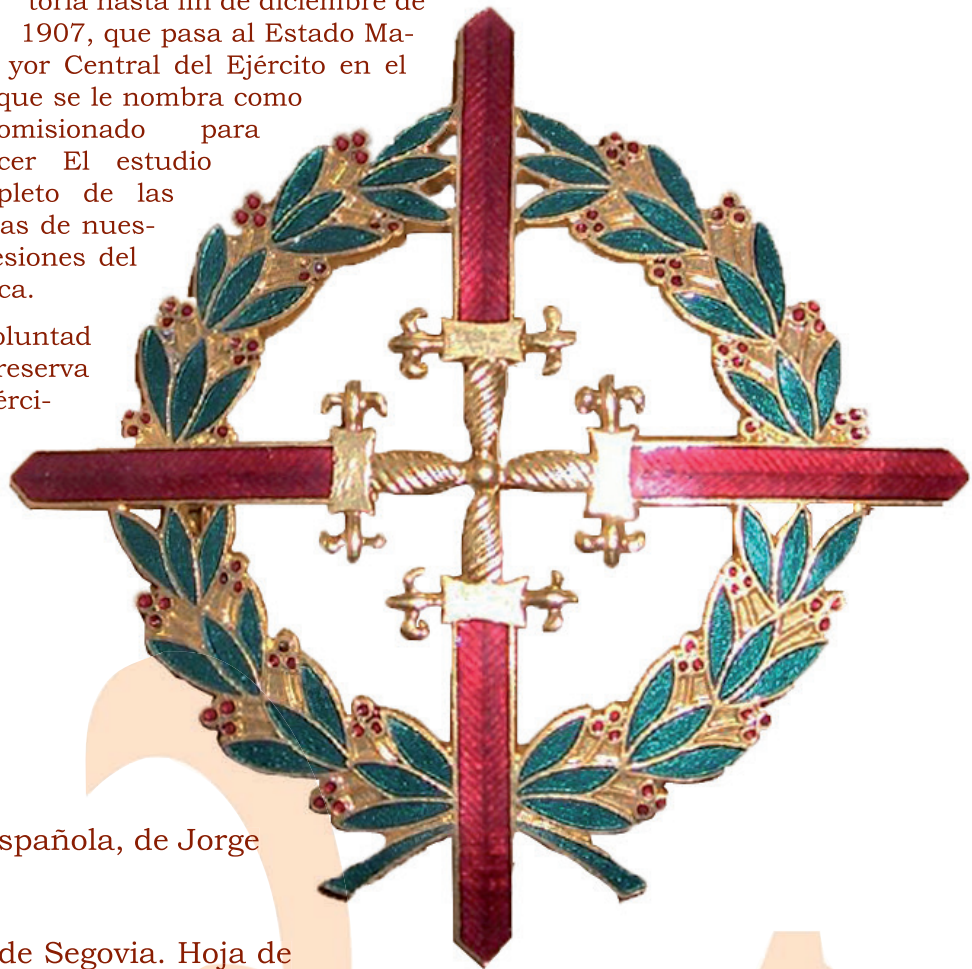 toria hasta fin de diciembre de
1907, que pasa al Estado Ma-
yor Central del Ejército en el
que se le nombra como
omisionado para
cer El estudio
pleto de las
as de nues-
esiones del
ca.
oluntad
reserva
érci-
spañola, de Jorge
de Segovia. Hoja de